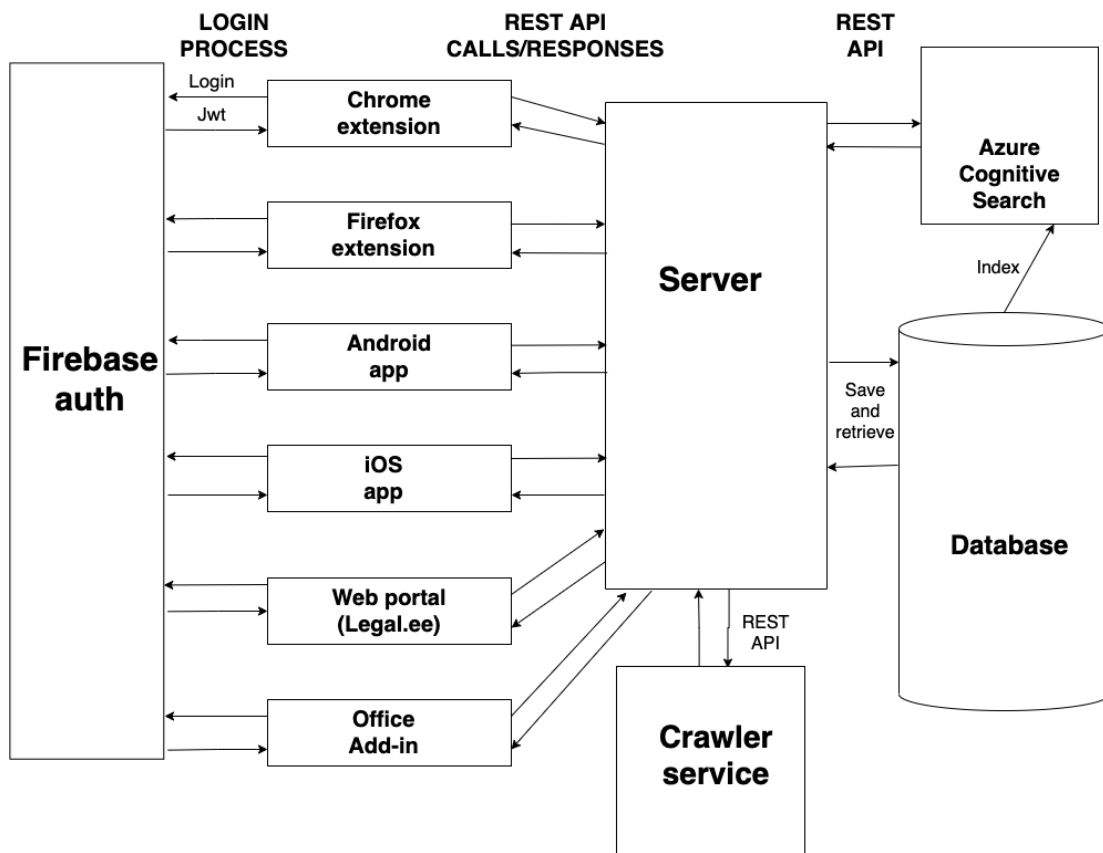 LOGIN
PROCESS
REST API
CALLS/RESPONSES
REST
API
Login
Jwt
Chrome
extension
Azure
Cognitive
Search
Firefox
extension
Server
Index
Firebase
auth
Android
app
Save
and
retrieve
iOS
app
Database
Web portal
(Legal.ee)
REST
API
Office
Add-in
Crawler
service